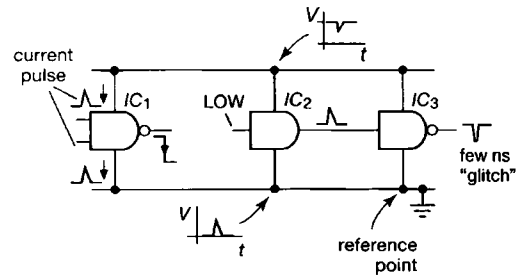 V
t
current
pulse
IC1
LOW
IC2
IC3
few ns
"glitch"
V
t
reference
point